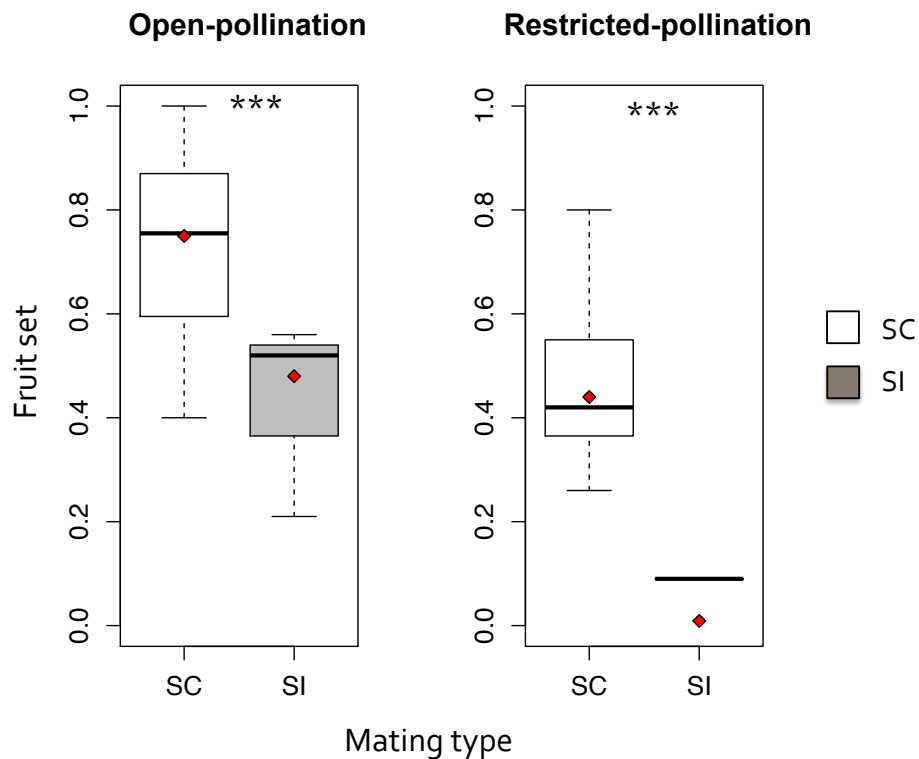 Open-pollination
Restricted-pollination
***
***
Fruit set
1.0
0.8
0.6
0.4
0.2
0.0
1.0
0.8
0.6
0.4
0.2
0.0
SC
SI
SC
SI
SC
SI
Mating type